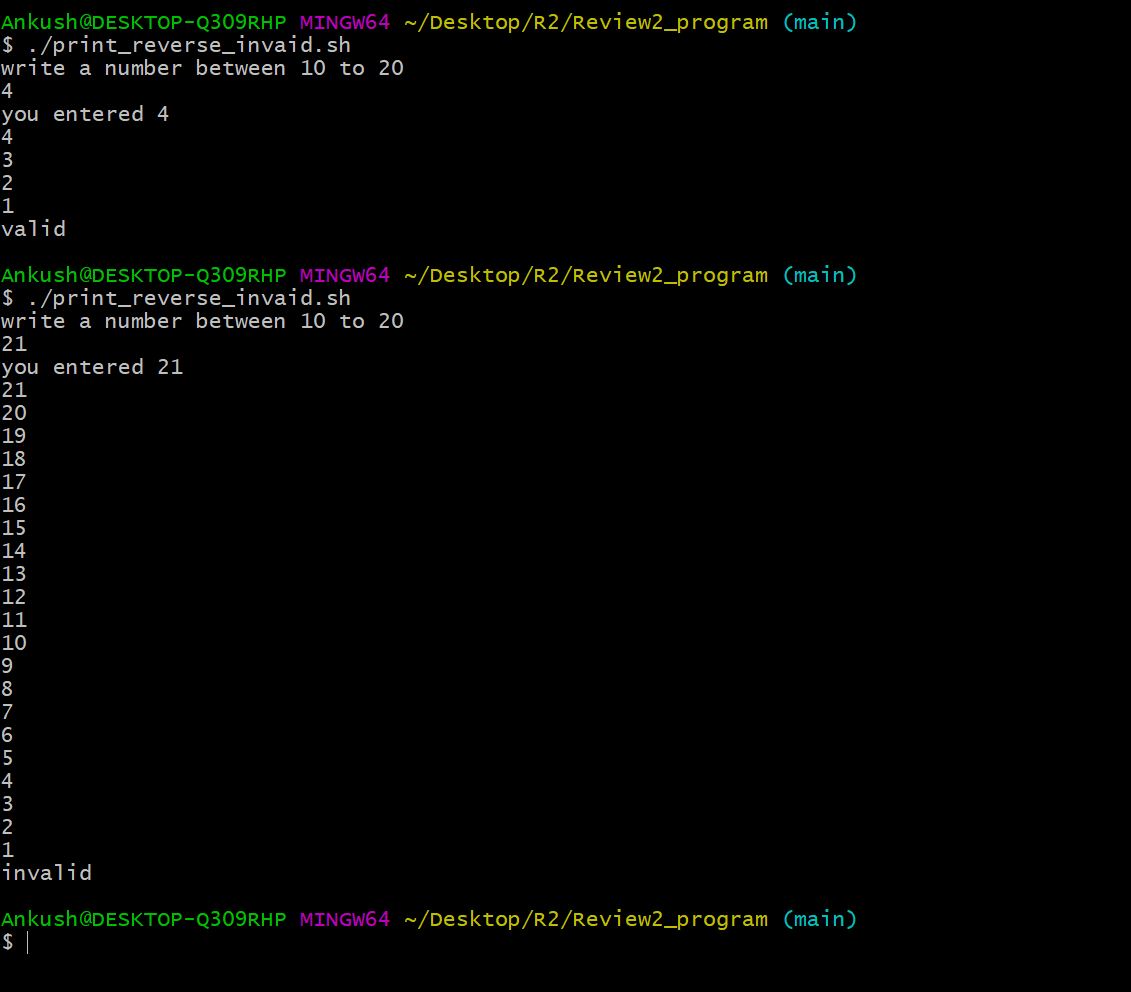 Ankush@DESKTOP-Q309RHP MINGW64 ~/Desktop/R2/Review2_program (main)
$ ./print_reverse_invaid.sh
write a number between 10 to 20
4
you entered 4
4
3
2
1
valid
Ankush@DESKTOP-Q309RHP MINGW64 ~/Desktop/R2/Review2_program (main)
$ ./print_reverse_invaid.sh
write a number between 10 to 20
21
you entered 21
21
20
19
18
17
16
15
14
13
12
11
10
9
8
7
6
5
4
3
2
1
invalid
Ankush@DESKTOP-Q309RHP MINGW64 ~/Desktop/R2/Review2_program (main)
$